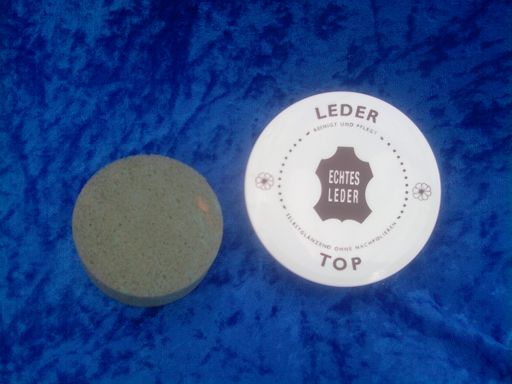 LEDER
REINIGT UND PFLEGT
ECHTES
LEDER
SELBSTGLÄNZEND OHNE NACHPOLIEREN
TOP